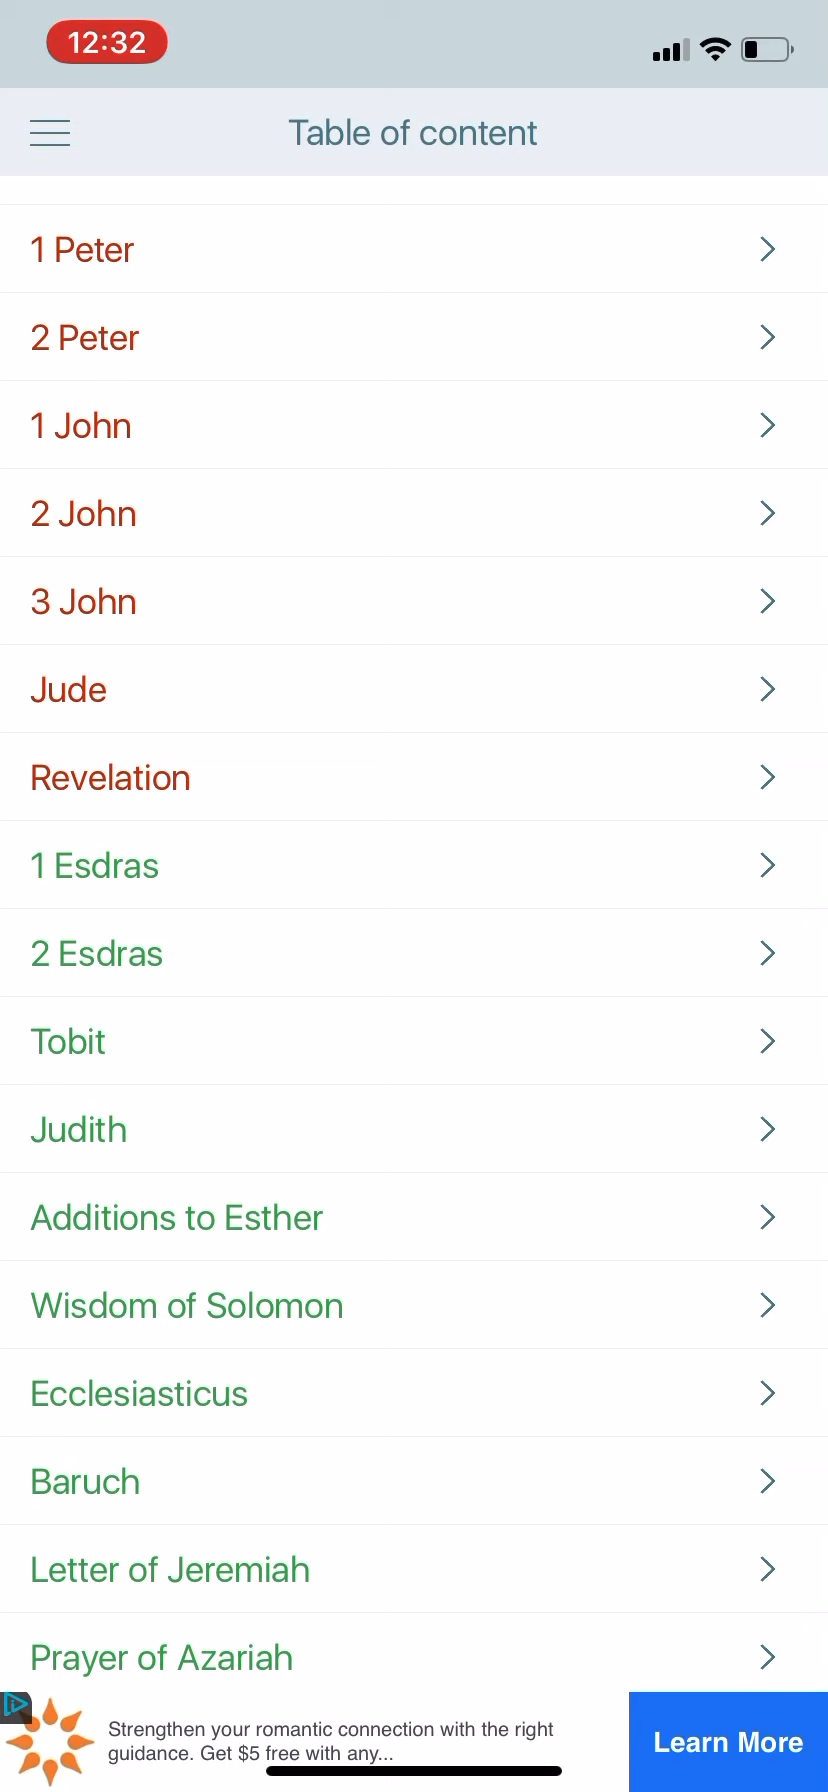 12:32
Table of content
1 Peter
2 Peter
1 John
2 John
3 John
Jude
Revelation
1 Esdras
2 Esdras
Tobit
Judith
Additions to Esther
Wisdom of Solomon
Ecclesiasticus
Baruch
Letter of Jeremiah
Prayer of Azariah
Strengthen your romantic connection with the right
guidance. Get $5 free with any...
Learn More